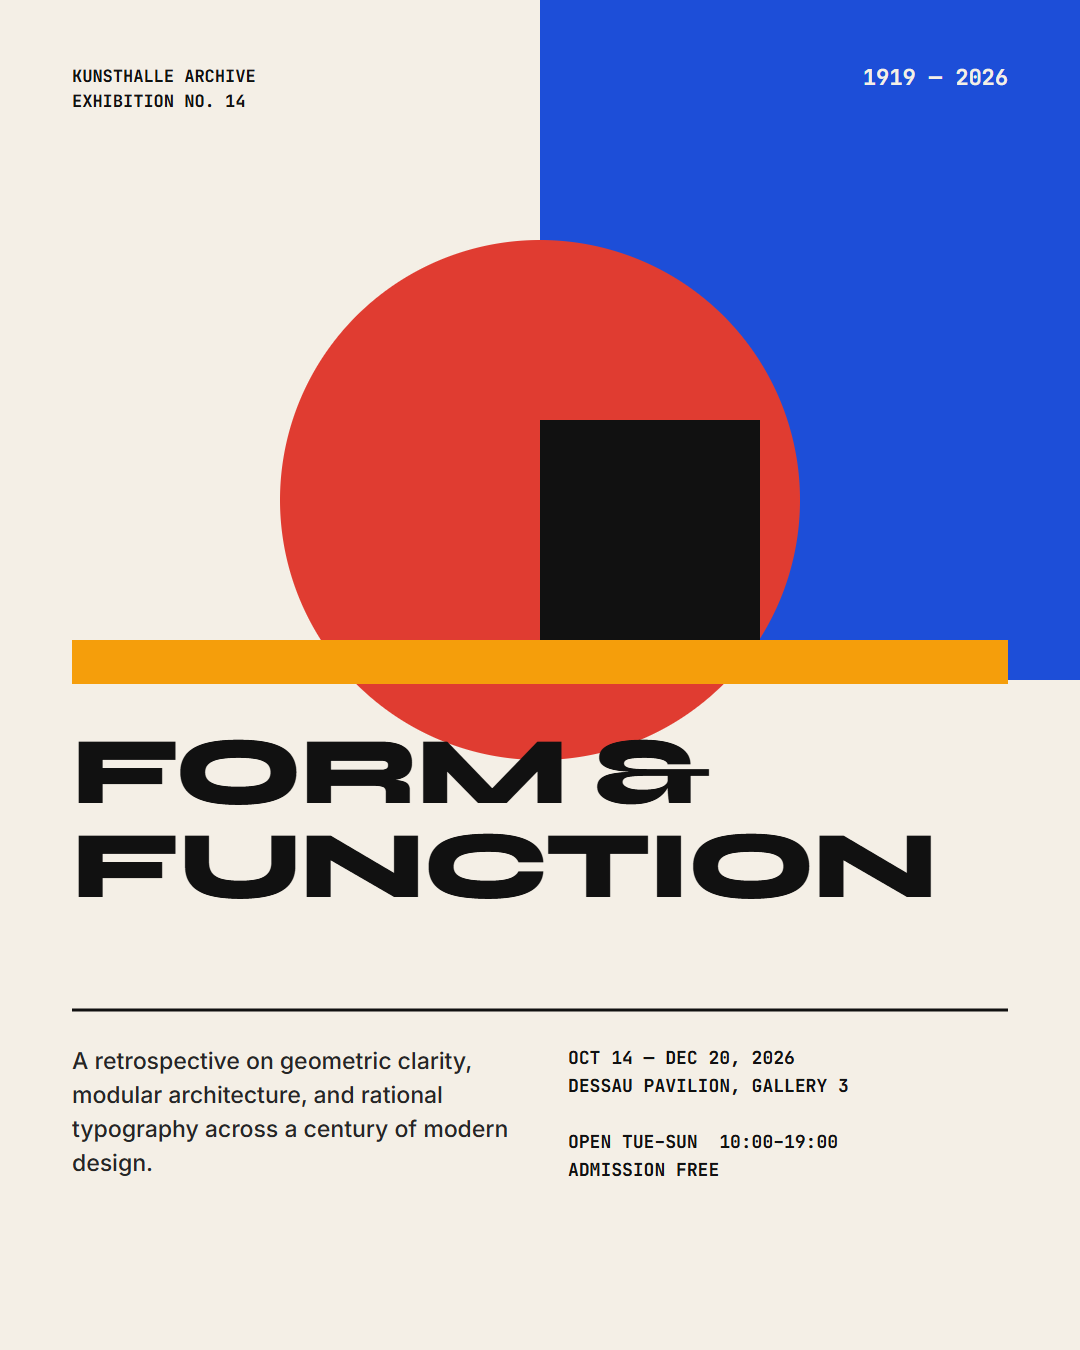 KUNSTHALLE ARCHIVE
EXHIBITION NO. 14
1919 — 2026
FORM &
FUNCTION
A retrospective on geometric clarity,
modular architecture, and rational
typography across a century of modern
design.
OCT 14 — DEC 20, 2026
DESSAU PAVILION, GALLERY 3
OPEN TUE–SUN  10:00–19:00
ADMISSION FREE